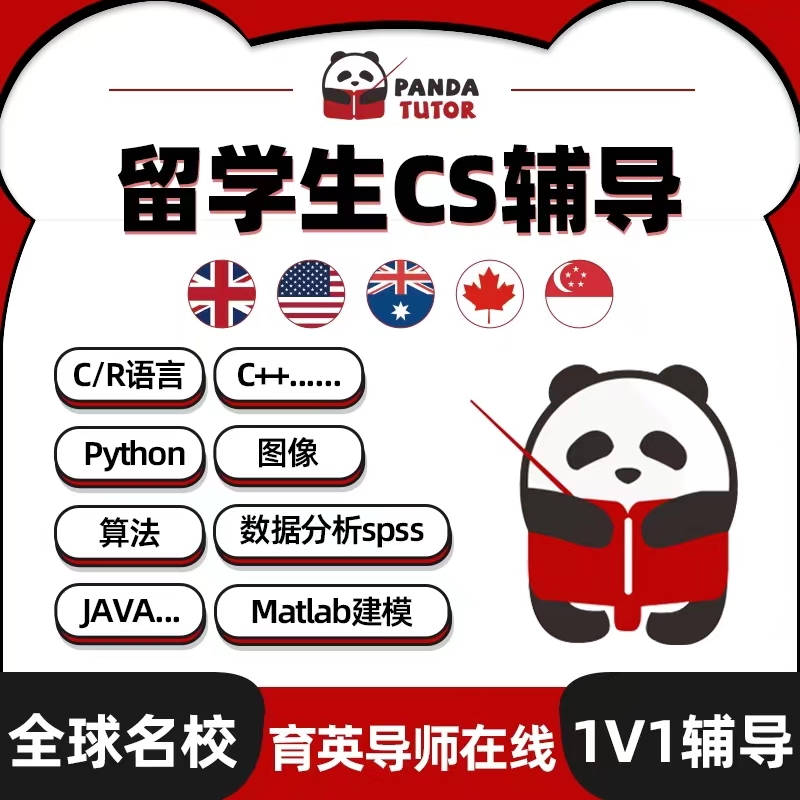 PANDA
TUTOR
留学生CS辅导
C/R语言
C++......
Python
图像
算法
数据分析spss
JAVA...
Matlab建模
全球名校
育英导师在线
1V1辅导